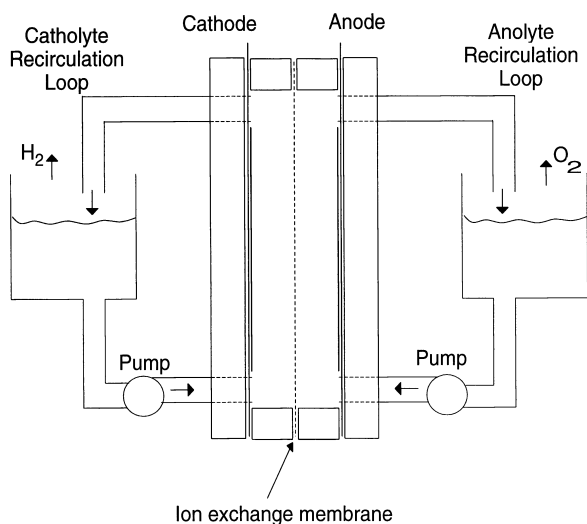 Cathode
Anode
Catholyte
Recirculation
Loop
Anolyte
Recirculation
Loop
H2
O2
Pump
Pump
Ion exchange membrane